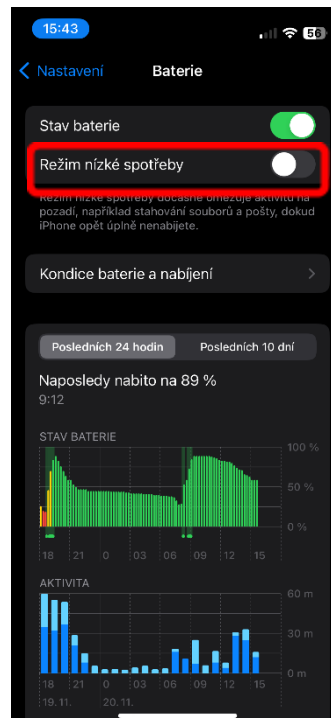 15:43
56
Nastavení
Baterie
Stav baterie
Režim nízké spotřeby
Režim nízké spotřeby dočasně omezuje aktivitu na
pozadí, například stahování souborů a pošty, dokud
iPhone opět úplně nenabijete.
Kondice baterie a nabíjení
Posledních 24 hodin
Posledních 10 dní
Naposledy nabito na 89 %
9:12
STAV BATERIE
100 %
50 %
0 %
18 21 0 03 06 09 12 15
AKTIVITA
60 m
30 m
0 m
18 21 0 03 06 09 12 15
19. 11. 20. 11.